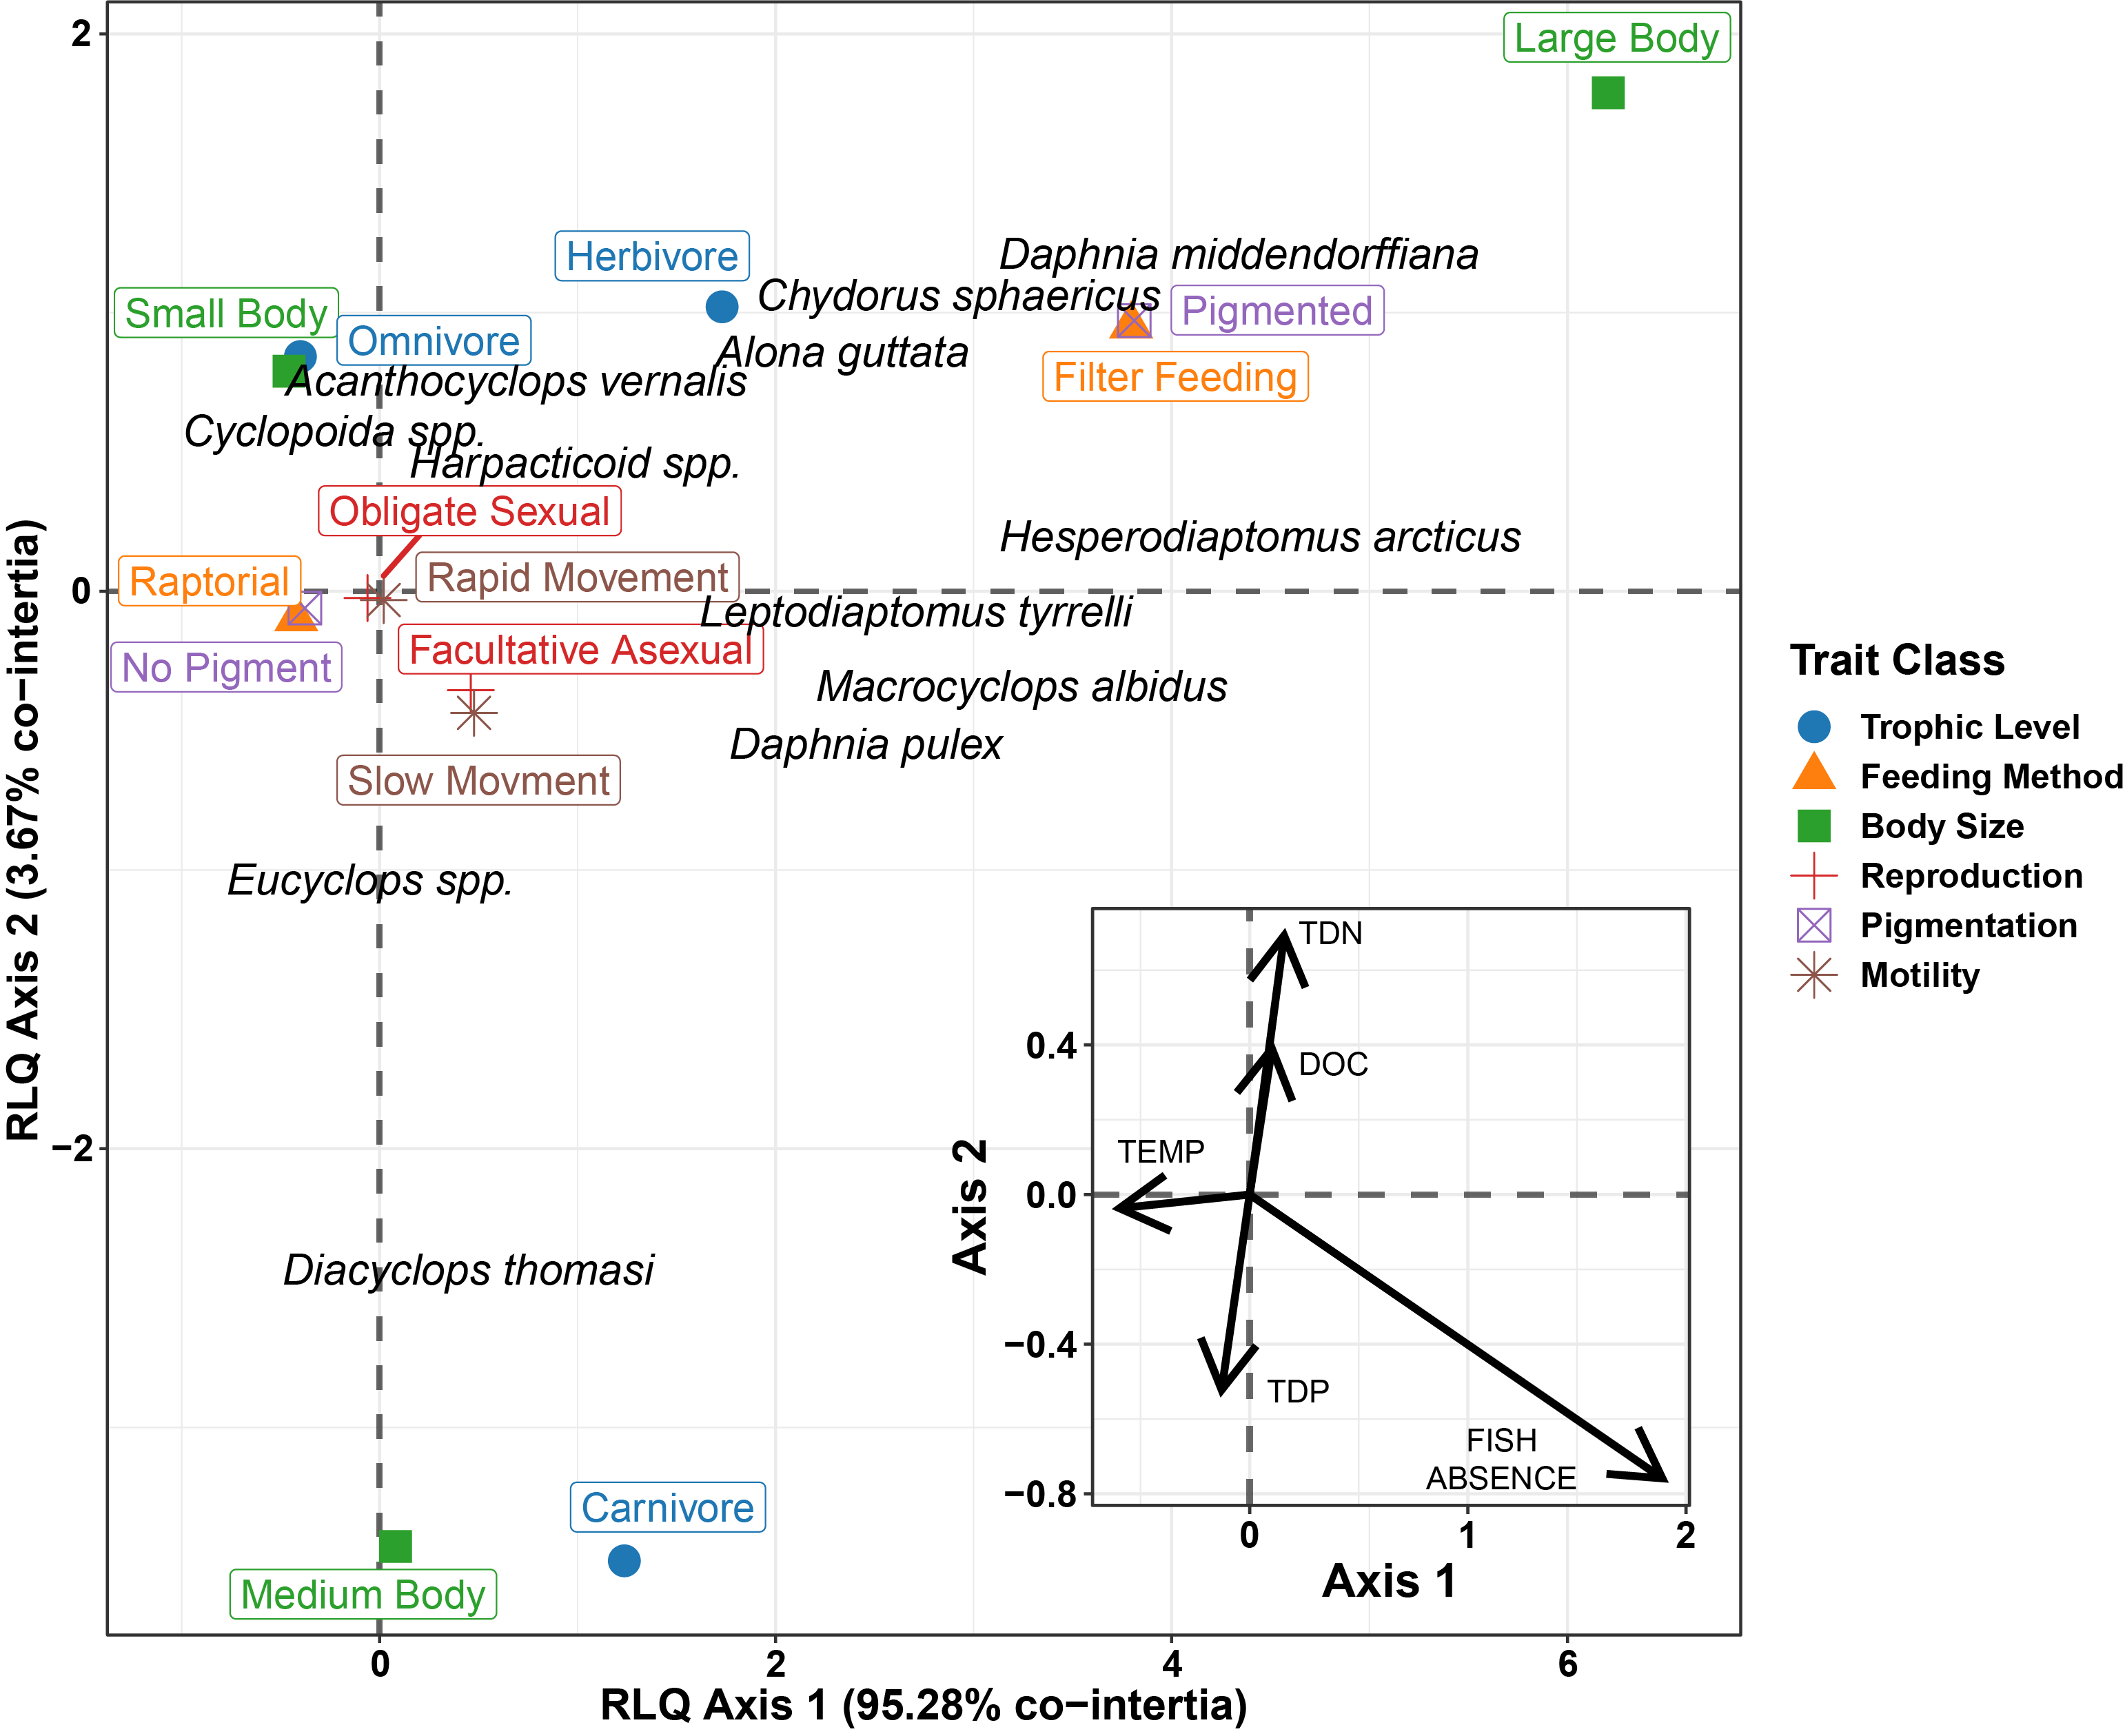 2
Large Body
Herbivore
Daphnia middendorffiana
Chydorus sphaericus
Small Body
Pigmented
Omnivore
Alona guttata
Acanthocyclops vernalis
Filter Feeding
Cyclopoida spp.
Harpacticoid spp.
Obligate Sexual
Hesperodiaptomus arcticus
0
Raptorial
Rapid Movement
Leptodiaptomus tyrrelli
Facultative Asexual
No Pigment
Macrocyclops albidus
Daphnia pulex
Slow Movment
Eucyclops spp.
−2
Diacyclops thomasi
Carnivore
Medium Body
RLQ Axis 2 (3.67% co−intertia)
0
2
4
6
RLQ Axis 1 (95.28% co−intertia)
TDN
0.4
DOC
TEMP
0.0
−0.4
TDP
FISH
ABSENCE
−0.8
Axis 2
0
1
2
Axis 1
Trait Class
Trophic Level
Feeding Method
Body Size
Reproduction
Pigmentation
Motility